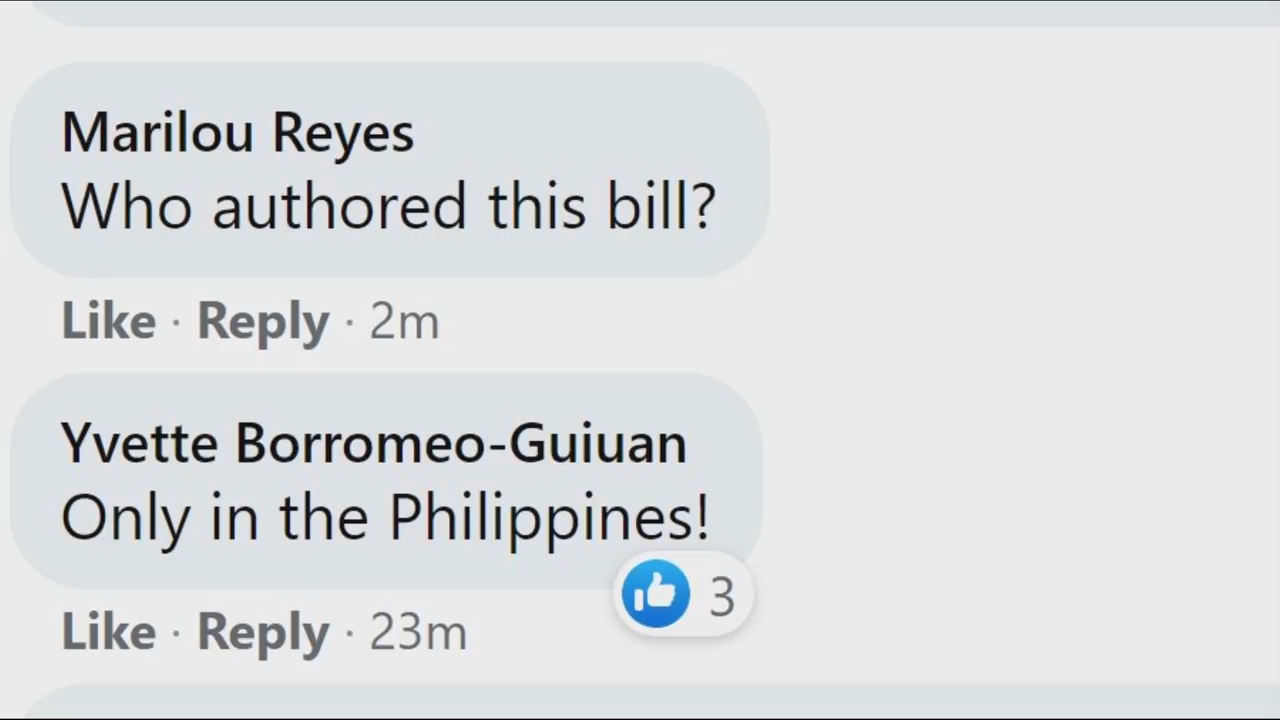 Marilou Reyes
Who authored this bill?
Like · Reply · 2m
Yvette Borromeo-Guiuan
Only in the Philippines!
3
Like · Reply · 23m